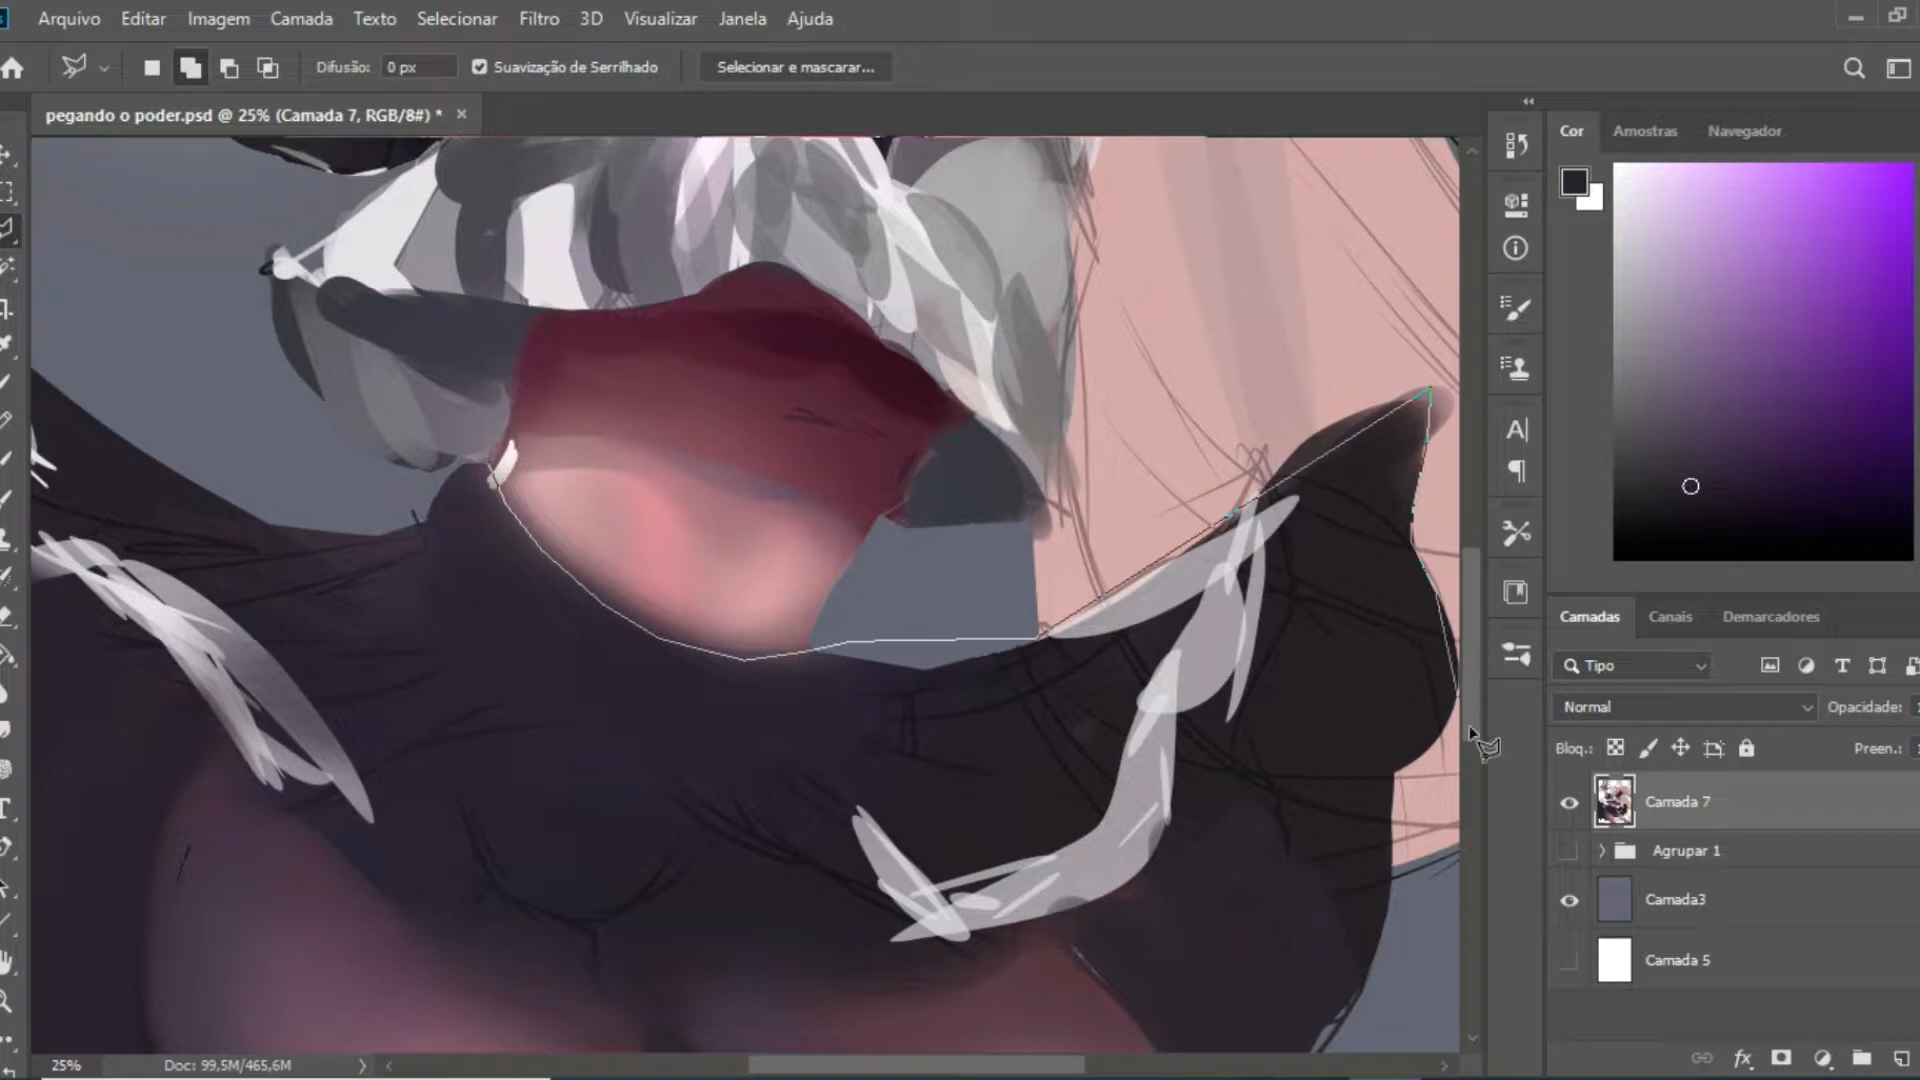 Arquivo Editar Imagem Camada Texto Selecionar Filtro 3D Visualizar Janela Ajuda
Difusão: 0 px Suavização de Serrilhado Selecionar e mascarar...
pegando o poder.psd @ 25% (Camada 7, RGB/8#) * ×
Cor Amostras Navegador
Camadas Canais Demarcadores
Tipo
Normal Opacidade:
Bloq.: Preen.:
Camada 7
Agrupar 1
Camada3
Camada 5
25% Doc: 99,5M/465,6M